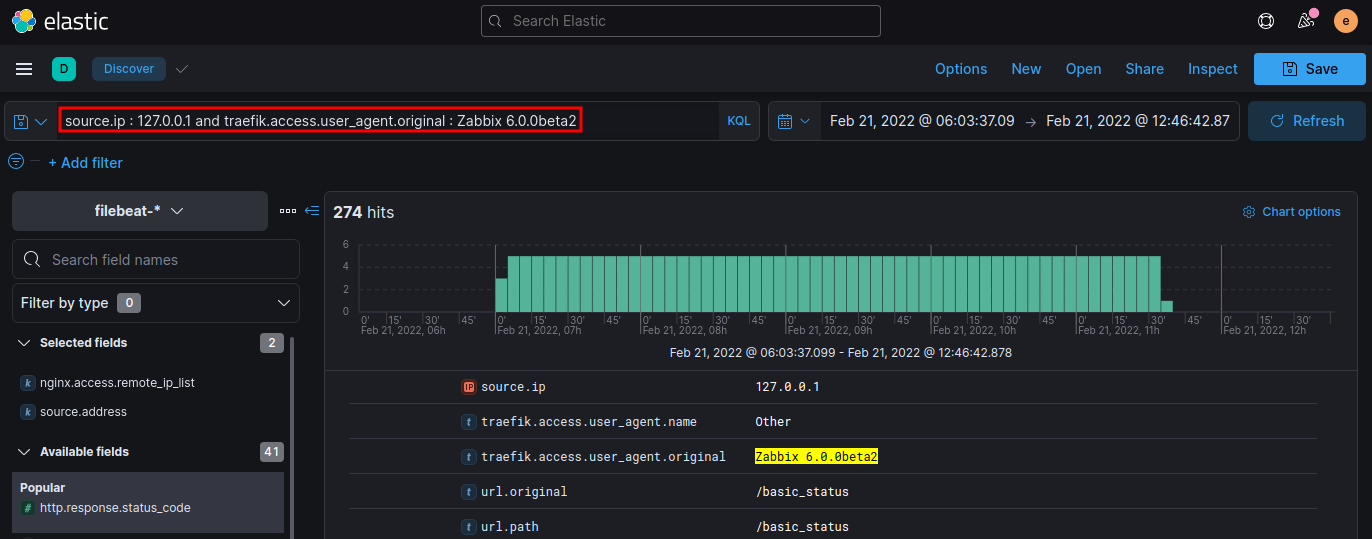 elastic
Search Elastic
e
D
Discover
Options New Open Share Inspect Save
source.ip : 127.0.0.1 and traefik.access.user_agent.original : Zabbix 6.0.0beta2
KQL
Feb 21, 2022 @ 06:03:37.09 → Feb 21, 2022 @ 12:46:42.87
Refresh
+ Add filter
filebeat-*
Search field names
Filter by type 0
Selected fields 2
k nginx.access.remote_ip_list
k source.address
Available fields 41
Popular
# http.response.status_code
274 hits
Chart options
6
4
2
0
0' 15' 30' 45' 0' 15' 30' 45' 0' 15' 30' 45' 0' 15' 30' 45' 0' 15' 30' 45' 0' 15' 30' 45' 0' 15' 30'
Feb 21, 2022, 06h Feb 21, 2022, 07h Feb 21, 2022, 08h Feb 21, 2022, 09h Feb 21, 2022, 10h Feb 21, 2022, 11h Feb 21, 2022, 12h
Feb 21, 2022 @ 06:03:37.099 - Feb 21, 2022 @ 12:46:42.878
IP source.ip 127.0.0.1
t traefik.access.user_agent.name Other
t traefik.access.user_agent.original Zabbix 6.0.0beta2
t url.original /basic_status
t url.path /basic_status